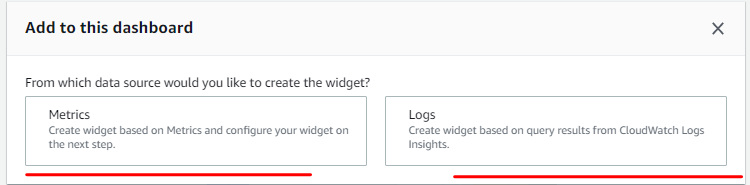 Add to this dashboard
From which data source would you like to create the widget?
Metrics
Create widget based on Metrics and configure your widget on
the next step.
Logs
Create widget based on query results from CloudWatch Logs
Insights.